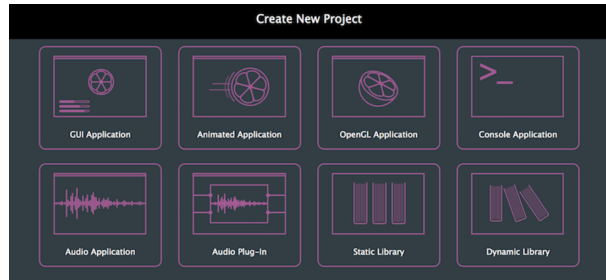 Create New Project
>_
GUI Application
Animated Application
OpenGL Application
Console Application
Audio Application
Audio Plug-In
Static Library
Dynamic Library